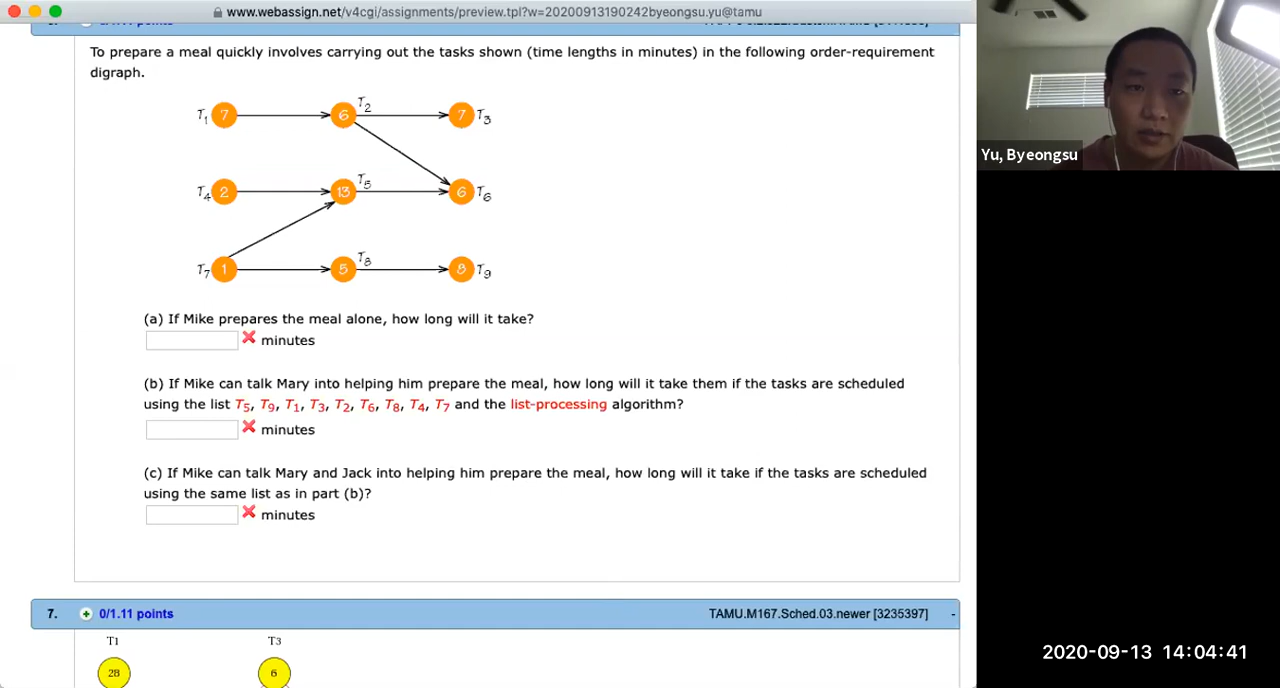 www.webassign.net/v4cgi/assignments/preview.tpl?w=20200913190242byeongsu.yu@tamu
To prepare a meal quickly involves carrying out the tasks shown (time lengths in minutes) in the following order-requirement
digraph.
T1 7 6 T2 7 T3
T4 2 13 T5 6 T6
T7 1 5 T8 8 T9
(a) If Mike prepares the meal alone, how long will it take?
minutes
(b) If Mike can talk Mary into helping him prepare the meal, how long will it take them if the tasks are scheduled
using the list T5, T9, T1, T3, T2, T6, T8, T4, T7 and the list-processing algorithm?
minutes
(c) If Mike can talk Mary and Jack into helping him prepare the meal, how long will it take if the tasks are scheduled
using the same list as in part (b)?
minutes
7. 0/1.11 points TAMU.M167.Sched.03.newer [3235397] -
T1 T3
28 6
Yu, Byeongsu
2020-09-13 14:04:41